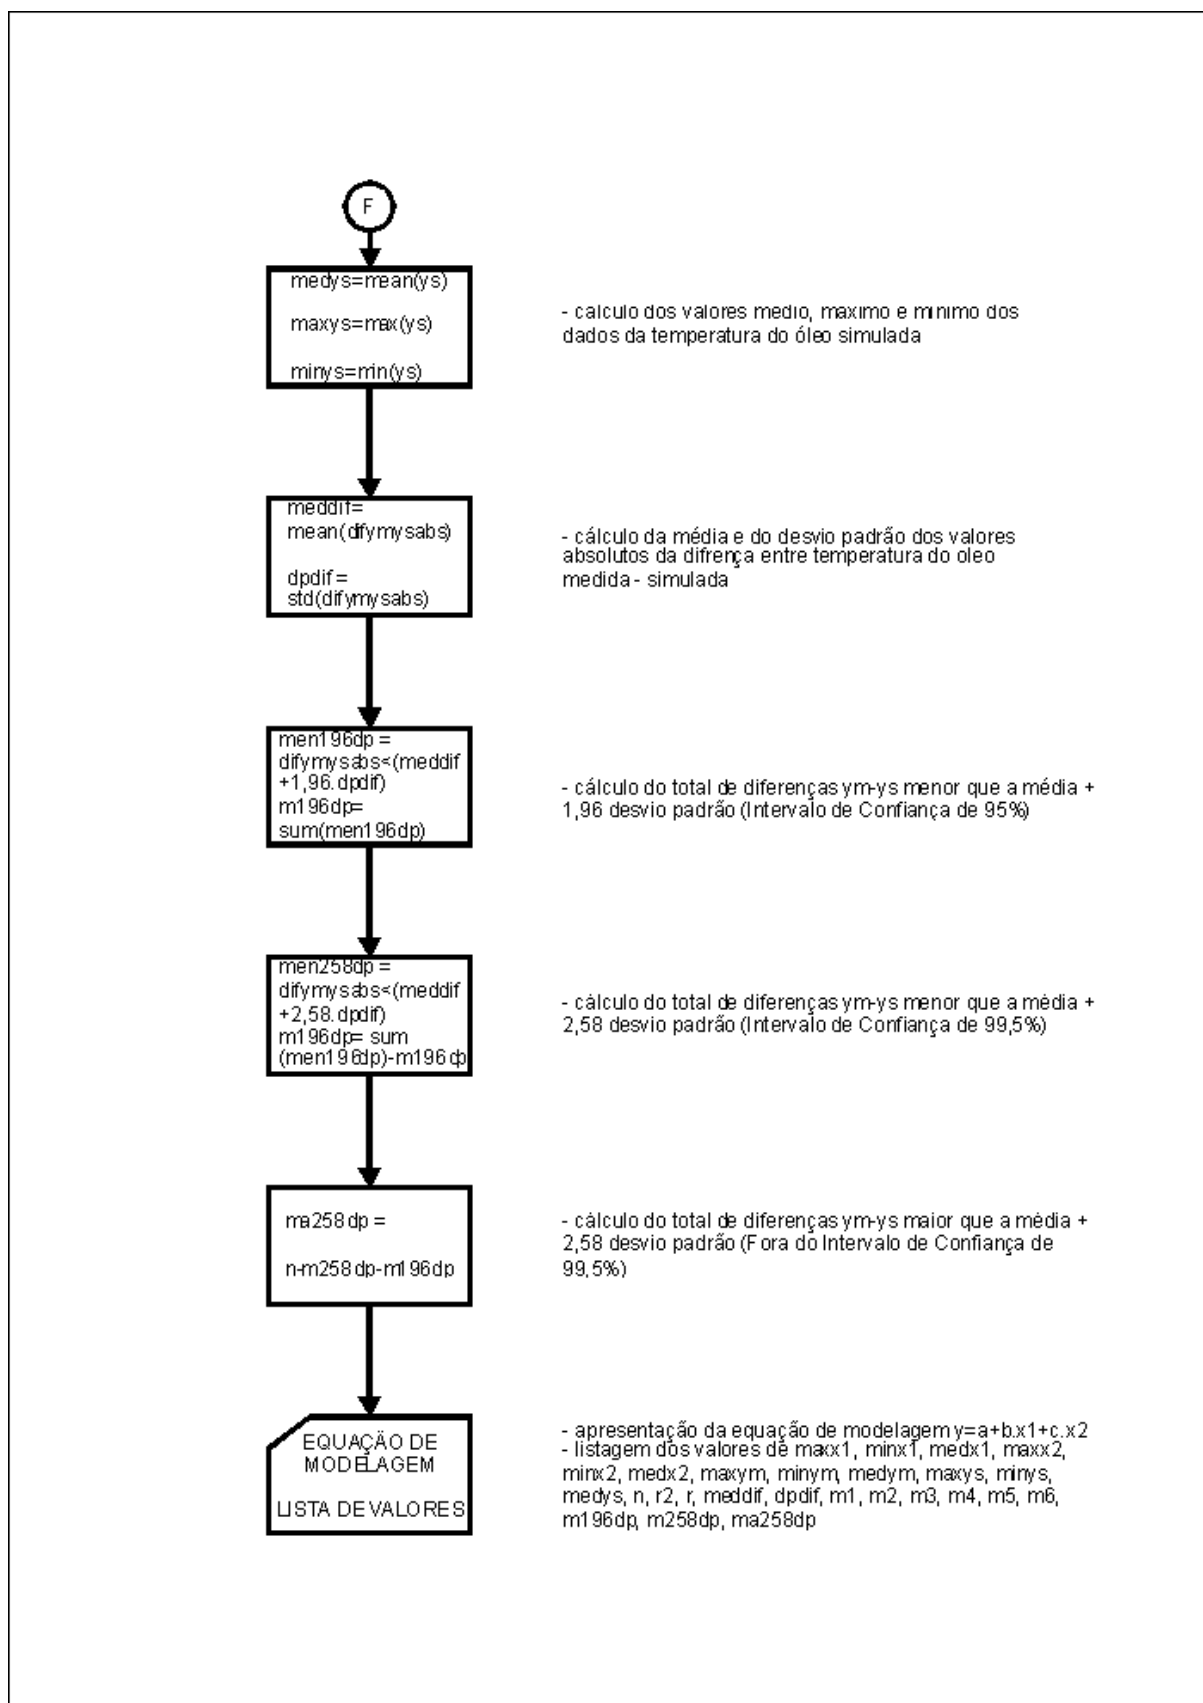 F
medys=mean(ys)
maxys=max(ys)
minys=min(ys)
- calculo dos valores medio, maximo e minimo dos
dados da temperatura do óleo simulada
meddif=
mean(difymysabs)
dpdif =
std(difymysabs)
- cálculo da média e do desvio padrão dos valores
absolutos da difrença entre temperatura do oleo
medida - simulada
men196dp =
difymysabs<(meddif
+1,96.dpdif)
m196dp=
sum(men196dp)
- cálculo do total de diferenças ym-ys menor que a média +
1,96 desvio padrão (Intervalo de Confiança de 95%)
men258dp =
difymysabs<(meddif
+2,58.dpdif)
m196dp= sum
(men196dp)-m196dp
- cálculo do total de diferenças ym-ys menor que a média +
2,58 desvio padrão (Intervalo de Confiança de 99,5%)
ma258dp =
n-m258dp-m196dp
- cálculo do total de diferenças ym-ys maior que a média +
2,58 desvio padrão (Fora do Intervalo de Confiança de
99,5%)
EQUAÇÃO DE
MODELAGEM
LISTA DE VALORES
- apresentação da equação de modelagem y=a+b.x1+c.x2
- listagem dos valores de maxx1, minx1, medx1, maxx2,
minx2, medx2, maxym, minym, medym, maxys, minys,
medys, n, r2, r, meddif, dpdif, m1, m2, m3, m4, m5, m6,
m196dp, m258dp, ma258dp